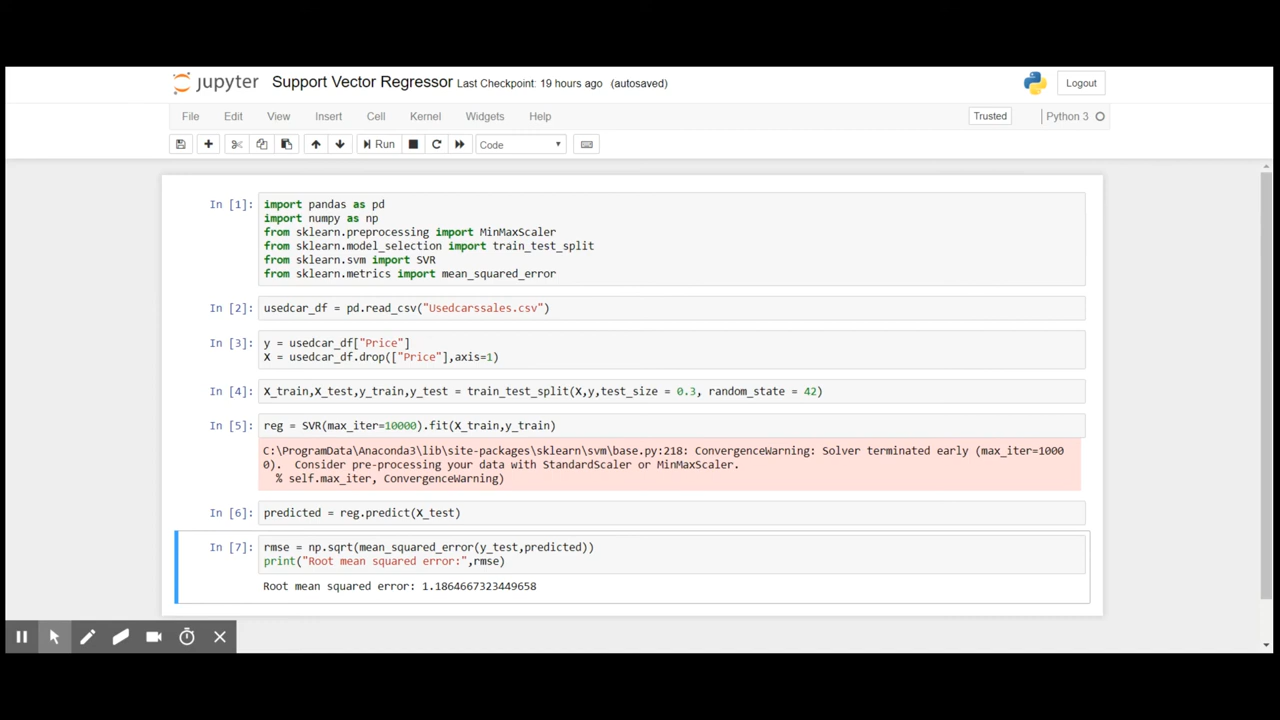 jupyter Support Vector Regressor Last Checkpoint: 19 hours ago (autosaved)
Logout
File Edit View Insert Cell Kernel Widgets Help
Trusted Python 3
Run Code
In [1]: import pandas as pd
import numpy as np
from sklearn.preprocessing import MinMaxScaler
from sklearn.model_selection import train_test_split
from sklearn.svm import SVR
from sklearn.metrics import mean_squared_error
In [2]: usedcar_df = pd.read_csv("Usedcarssales.csv")
In [3]: y = usedcar_df["Price"]
X = usedcar_df.drop(["Price"],axis=1)
In [4]: X_train,X_test,y_train,y_test = train_test_split(X,y,test_size = 0.3, random_state = 42)
In [5]: reg = SVR(max_iter=10000).fit(X_train,y_train)
C:\ProgramData\Anaconda3\lib\site-packages\sklearn\svm\base.py:218: ConvergenceWarning: Solver terminated early (max_iter=1000
0).  Consider pre-processing your data with StandardScaler or MinMaxScaler.
% self.max_iter, ConvergenceWarning)
In [6]: predicted = reg.predict(X_test)
In [7]: rmse = np.sqrt(mean_squared_error(y_test,predicted))
print("Root mean squared error:",rmse)
Root mean squared error: 1.1864667323449658